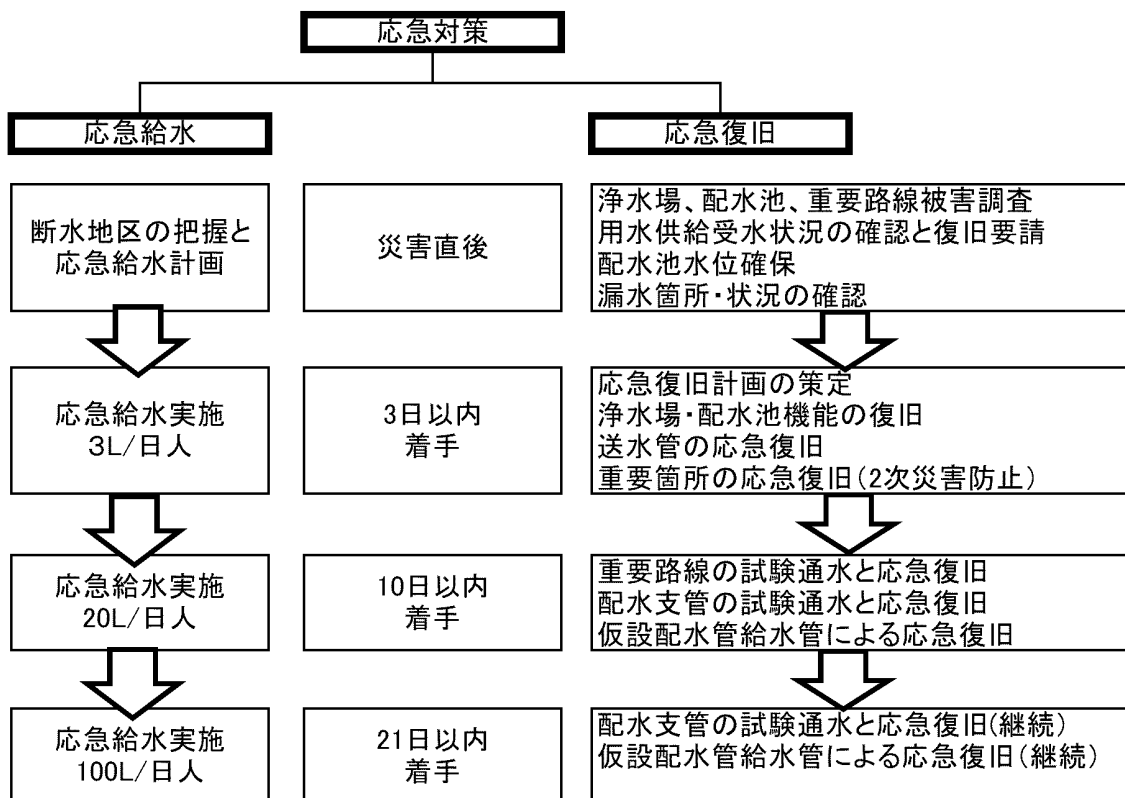 応急対策
応急給水
応急復旧
断水地区の把握と
応急給水計画
災害直後
浄水場、配水池、重要路線被害調査
用水供給受水状況の確認と復旧要請
配水池水位確保
漏水箇所・状況の確認
応急給水実施
３L/日人
3日以内
着手
応急復旧計画の策定
浄水場・配水池機能の復旧
送水管の応急復旧
重要箇所の応急復旧(2次災害防止)
応急給水実施
20L/日人
10日以内
着手
重要路線の試験通水と応急復旧
配水支管の試験通水と応急復旧
仮設配水管給水管による応急復旧
応急給水実施
100L/日人
21日以内
着手
配水支管の試験通水と応急復旧(継続)
仮設配水管給水管による応急復旧(継続)